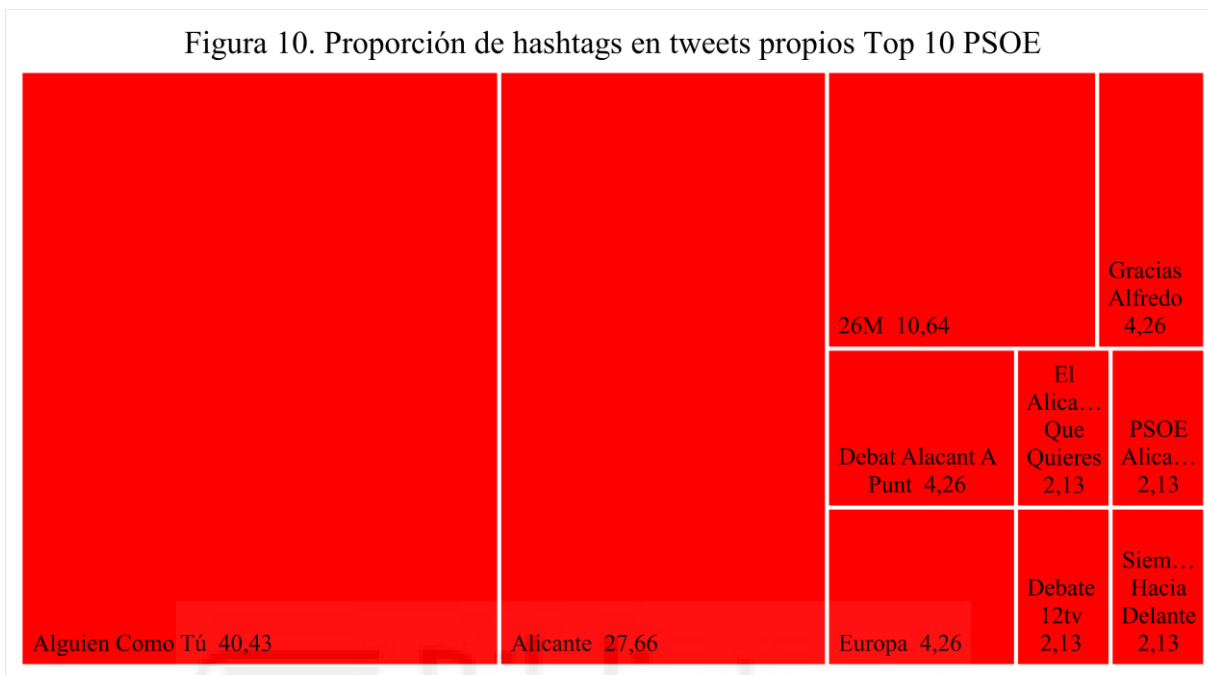 Figura 10. Proporción de hashtags en tweets propios Top 10 PSOE
Alguien Como Tú 40,43
Alicante 27,66
26M 10,64
Gracias
Alfredo
4,26
Debat Alacant A
Punt 4,26
El
Alica…
Que
Quieres
2,13
PSOE
Alica…
2,13
Europa 4,26
Debate
12tv
2,13
Siem…
Hacia
Delante
2,13